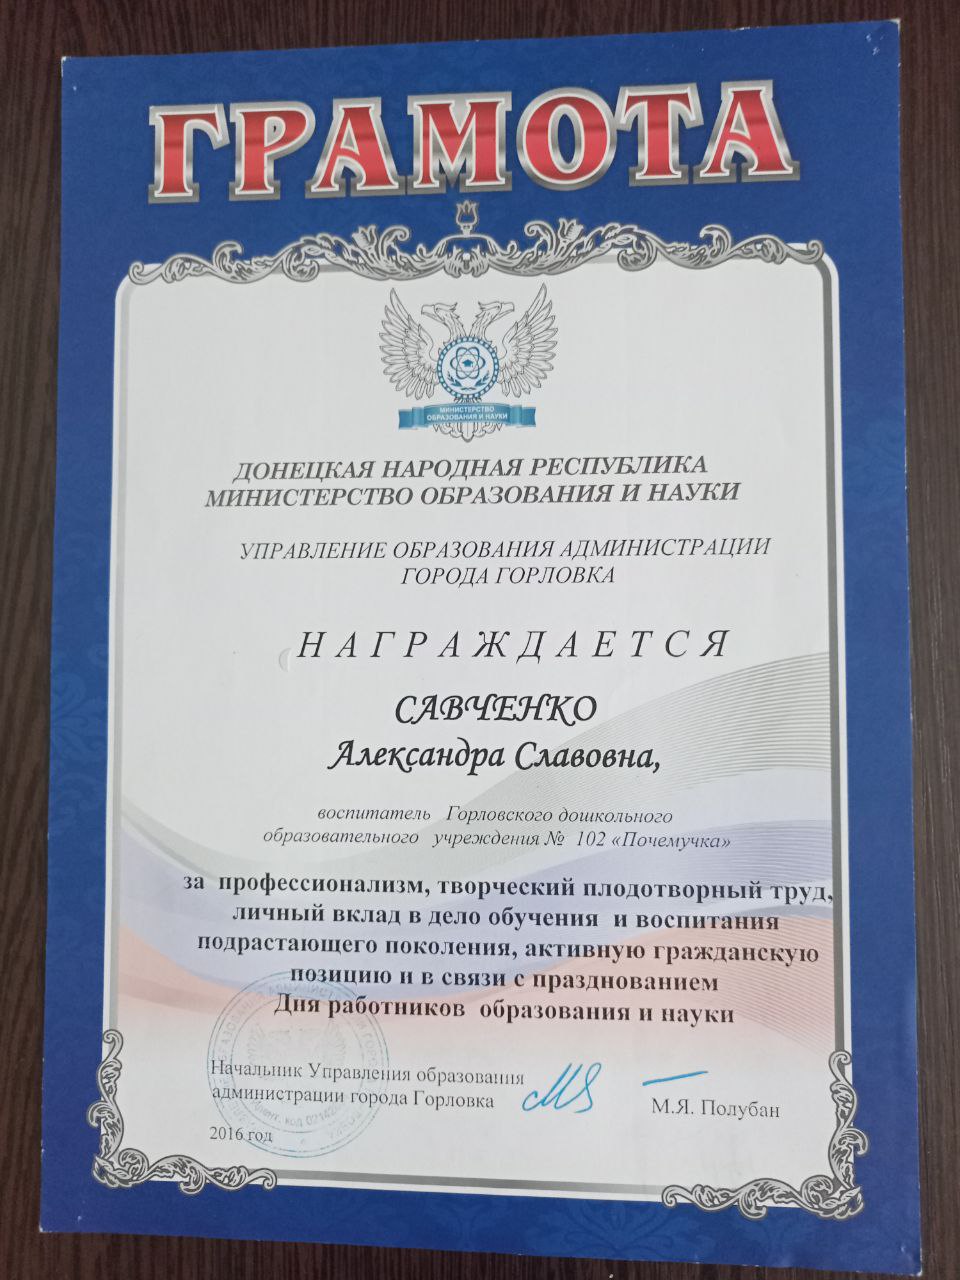 ГРАМОТА
МИНИСТЕРСТВО
ОБРАЗОВАНИЯ И НАУКИ
ДОНЕЦКАЯ НАРОДНАЯ РЕСПУБЛИКА
МИНИСТЕРСТВО ОБРАЗОВАНИЯ И НАУКИ
УПРАВЛЕНИЕ ОБРАЗОВАНИЯ АДМИНИСТРАЦИИ
ГОРОДА ГОРЛОВКА
НАГРАЖДАЕТСЯ
САВЧЕНКО
Александра Славовна,
воспитатель Горловского дошкольного
образовательного учреждения № 102 «Почемучка»
за профессионализм, творческий плодотворный труд,
личный вклад в дело обучения и воспитания
подрастающего поколения, активную гражданскую
позицию и в связи с празднованием
Дня работников образования и науки
Начальник Управления образования
администрации города Горловка
М.Я. Полубан
2016 год